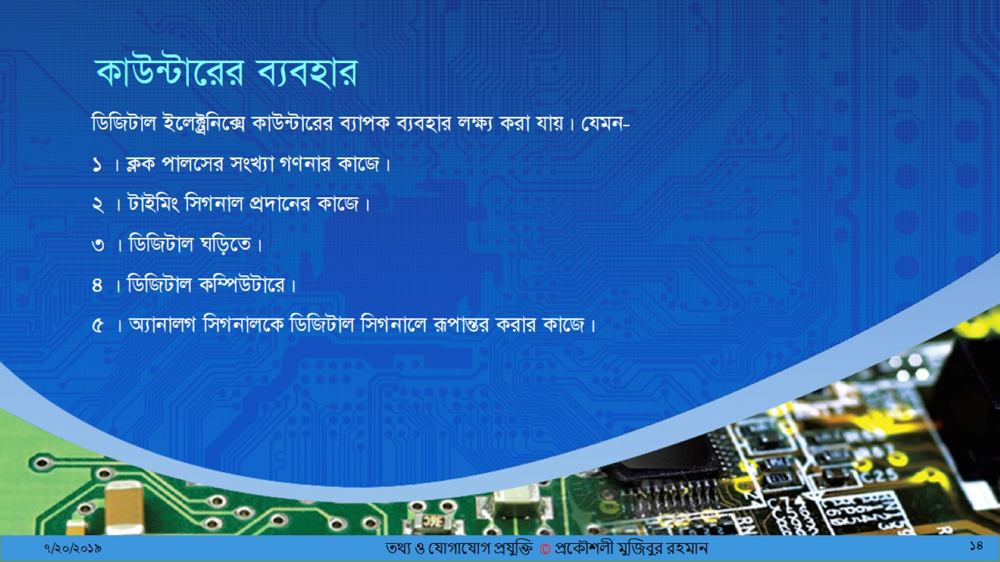 কাউন্টারের ব্যবহার
ডিজিটাল ইলেক্ট্রনিক্সে কাউন্টারের ব্যাপক ব্যবহার লক্ষ্য করা যায়। যেমন-
১ । ক্লক পালসের সংখ্যা গণনার কাজে।
২ । টাইমিং সিগনাল প্রদানের কাজে।
৩ । ডিজিটাল ঘড়িতে।
৪ । ডিজিটাল কম্পিউটারে।
৫ । অ্যানালগ সিগনালকে ডিজিটাল সিগনালে রূপান্তর করার কাজে।
C25
৭/২০/২০১৯ তথ্য ও যোগাযোগ প্রযুক্তি © প্রকৌশলী মুজিবুর রহমান ১৪